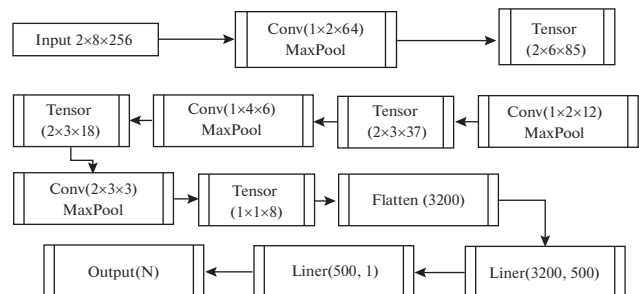 Input 2×8×256
Conv(1×2×64)
MaxPool
Tensor
(2×6×85)
Tensor
(2×3×18)
Conv(1×4×6)
MaxPool
Tensor
(2×3×37)
Conv(1×2×12)
MaxPool
Conv(2×3×3)
MaxPool
Tensor
(1×1×8)
Flatten (3200)
Output(N)
Liner(500, 1)
Liner(3200, 500)